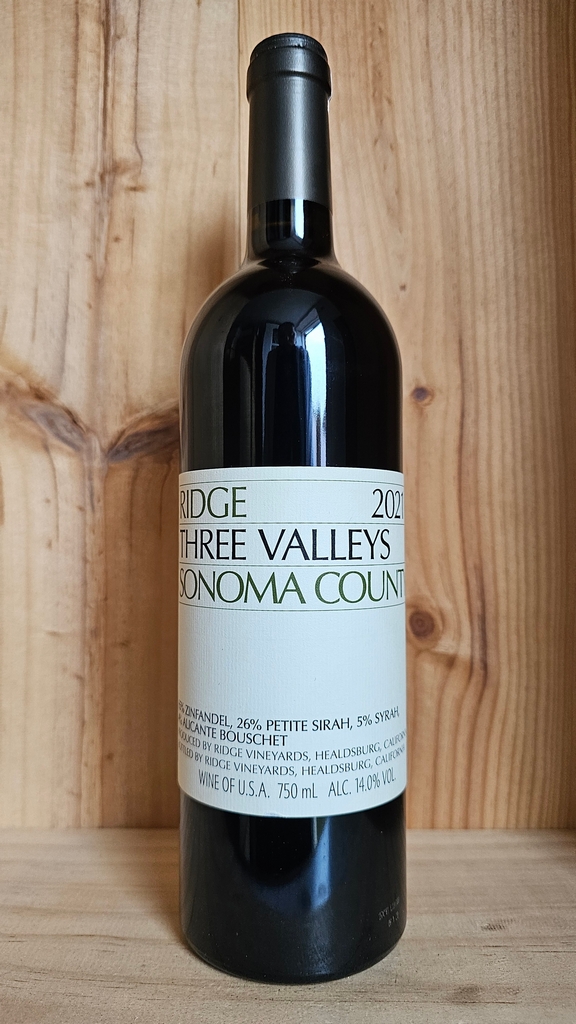 RIDGE 2021
THREE VALLEYS
SONOMA COUNT
ZINFANDEL, 26% PETITE SIRAH, 5% SYRAH,
ALICANTE BOUSCHET
BY RIDGE VINEYARDS, HEALDSBURG,
BY RIDGE VINEYARDS, HEALDSBURG,
WINE OF U.S.A. 750 mL ALC. 14.0% VOL.